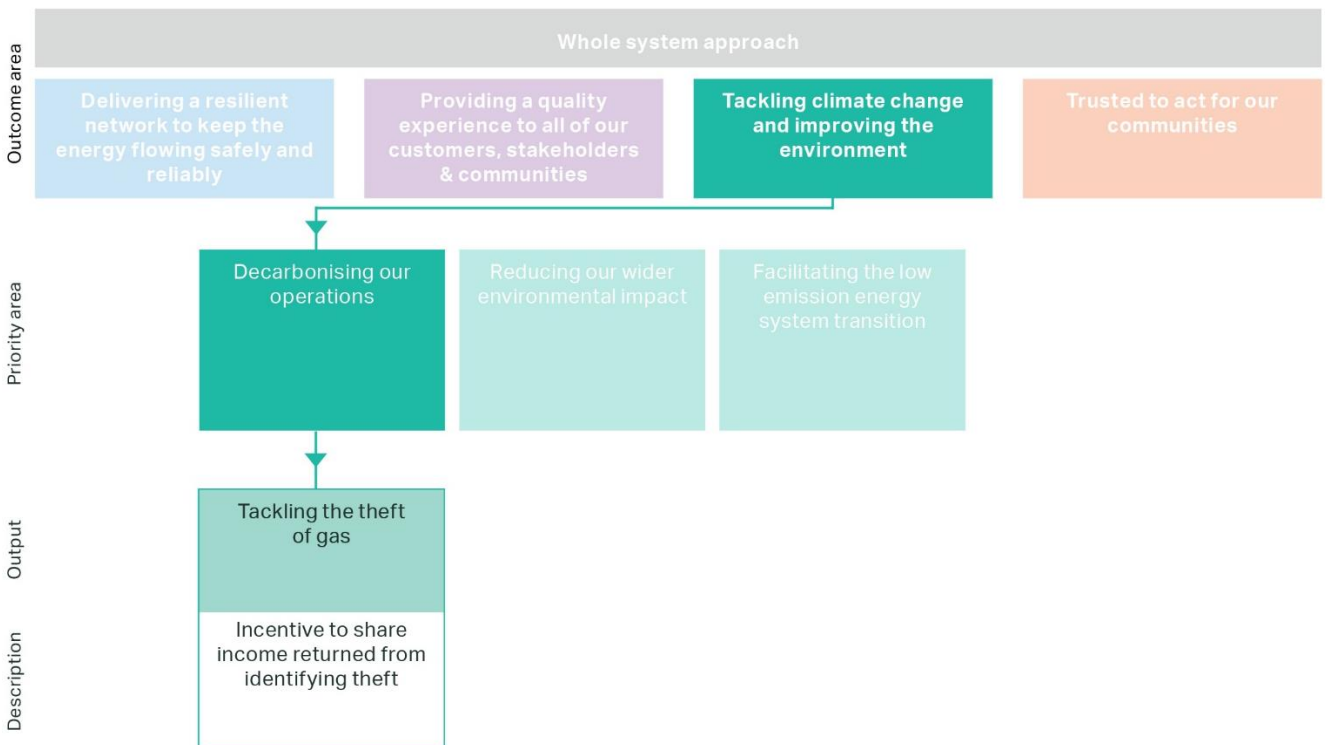 Outcome area
Whole system approach
Delivering a resilient
network to keep the
energy flowing safely and
reliably
Providing a quality
experience to all of our
customers, stakeholders
& communities
Tackling climate change
and improving the
environment
Trusted to act for our
communities
Priority area
Decarbonising our
operations
Reducing our wider
environmental impact
Facilitating the low
emission energy
system transition
Output
Tackling the theft
of gas
Description
Incentive to share
income returned from
identifying theft